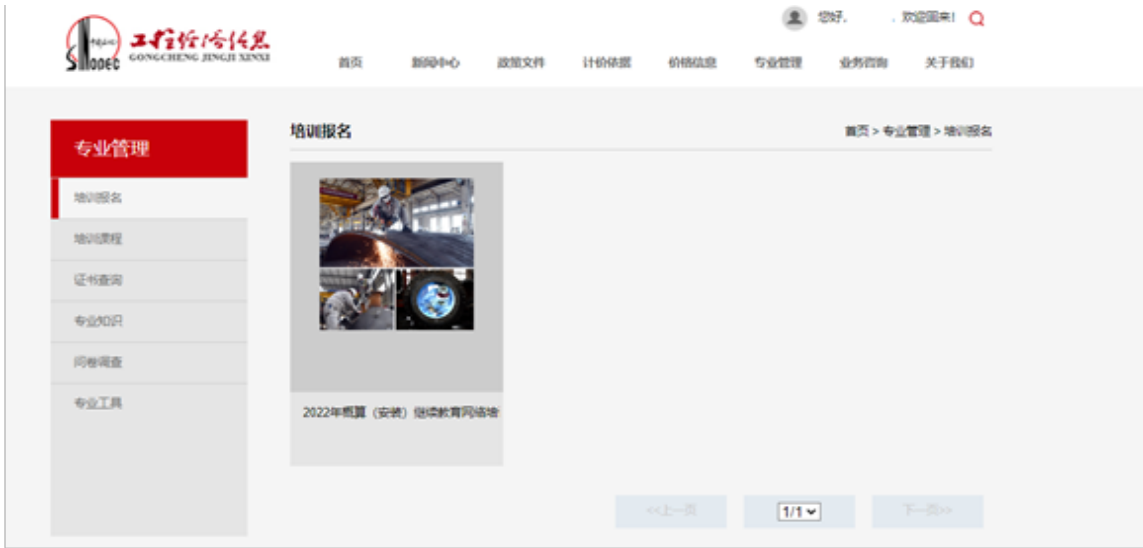 您好, , 欢迎回来!
工程经济信息
GONGCHENG JINGJI XINXI
首页 新闻中心 政策文件 计价依据 价格信息 专业管理 业务咨询 关于我们
专业管理
培训报名
培训课程
证书查询
专业知识
问卷调查
专业工具
培训报名
首页 > 专业管理 > 培训报名
2022年概算（安装）继续教育网络培
<<上一页
1/1
下一页>>